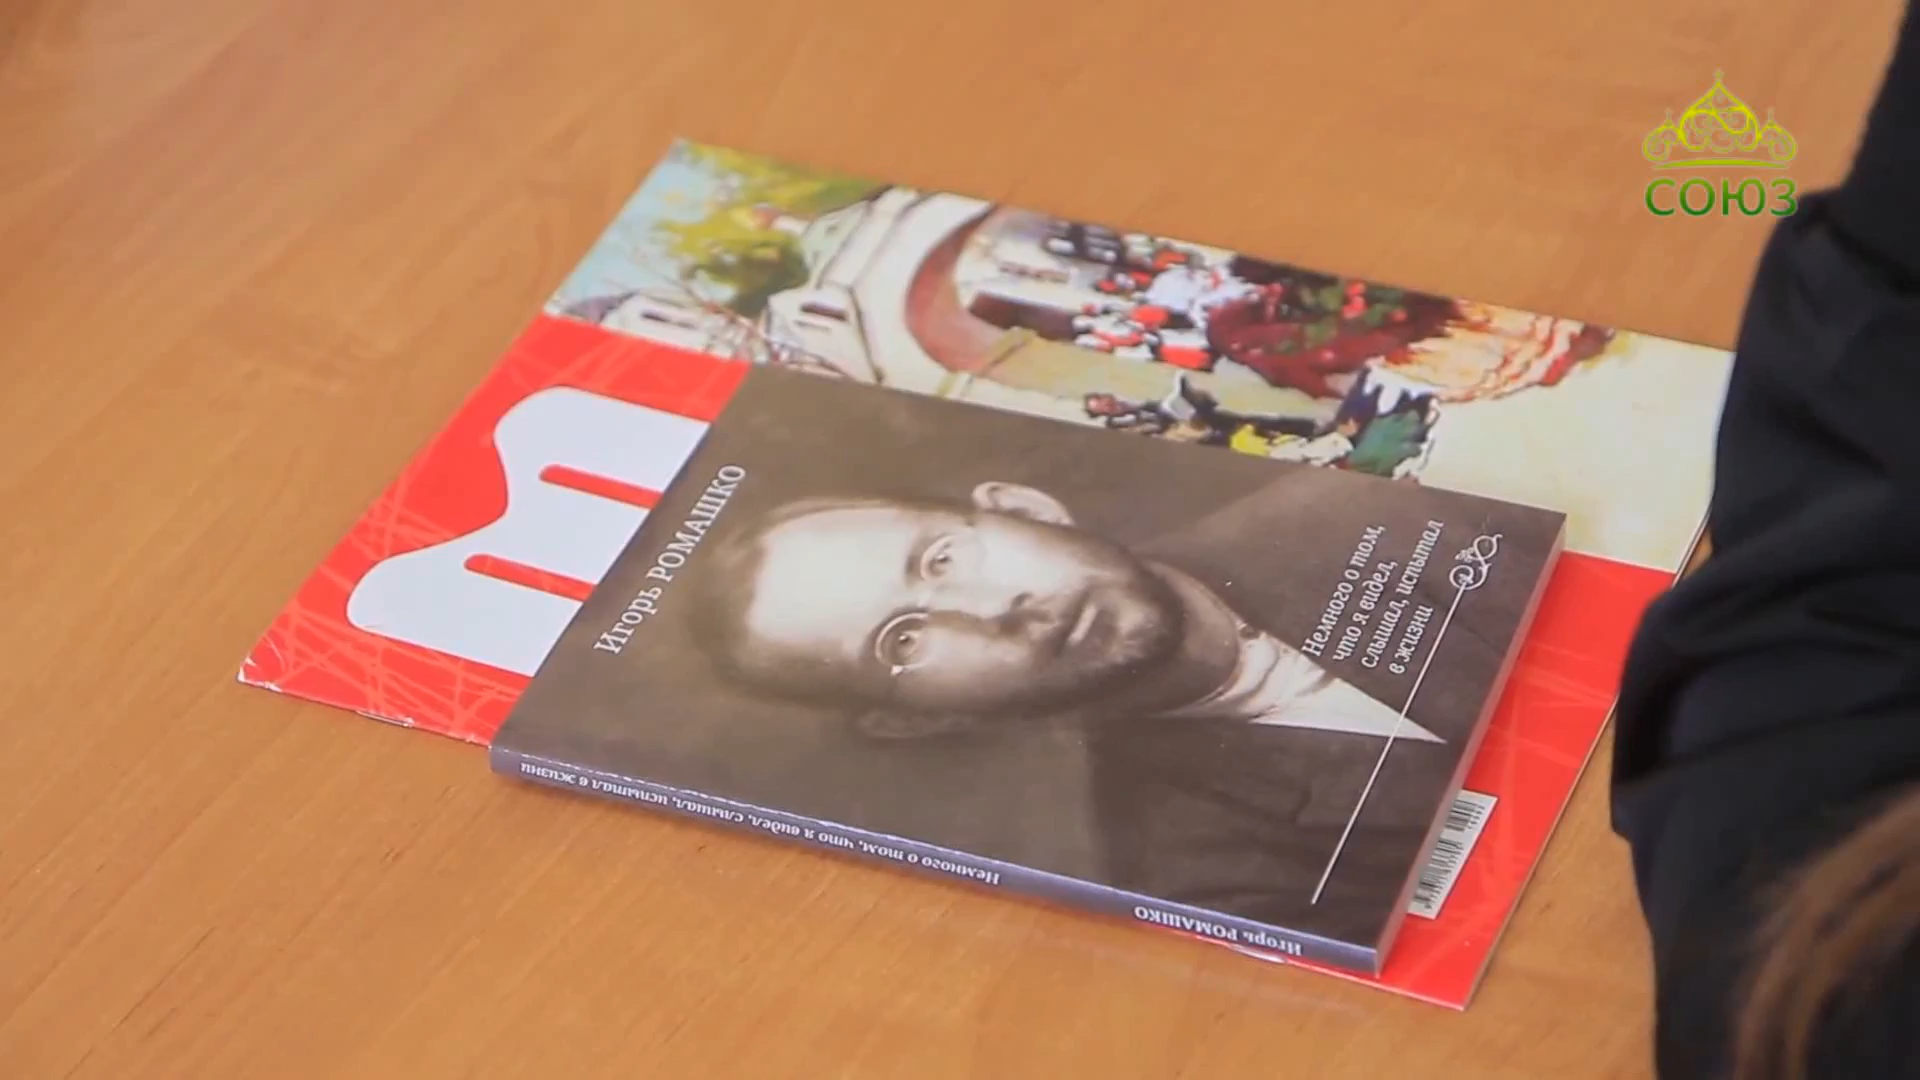 СОЮЗ
Игорь РОМАШКО
Немного о том,
что я видел,
слышал, испытал
в жизни
Игорь РОМАШКО Немного о том, что я видел, слышал, испытал в жизни